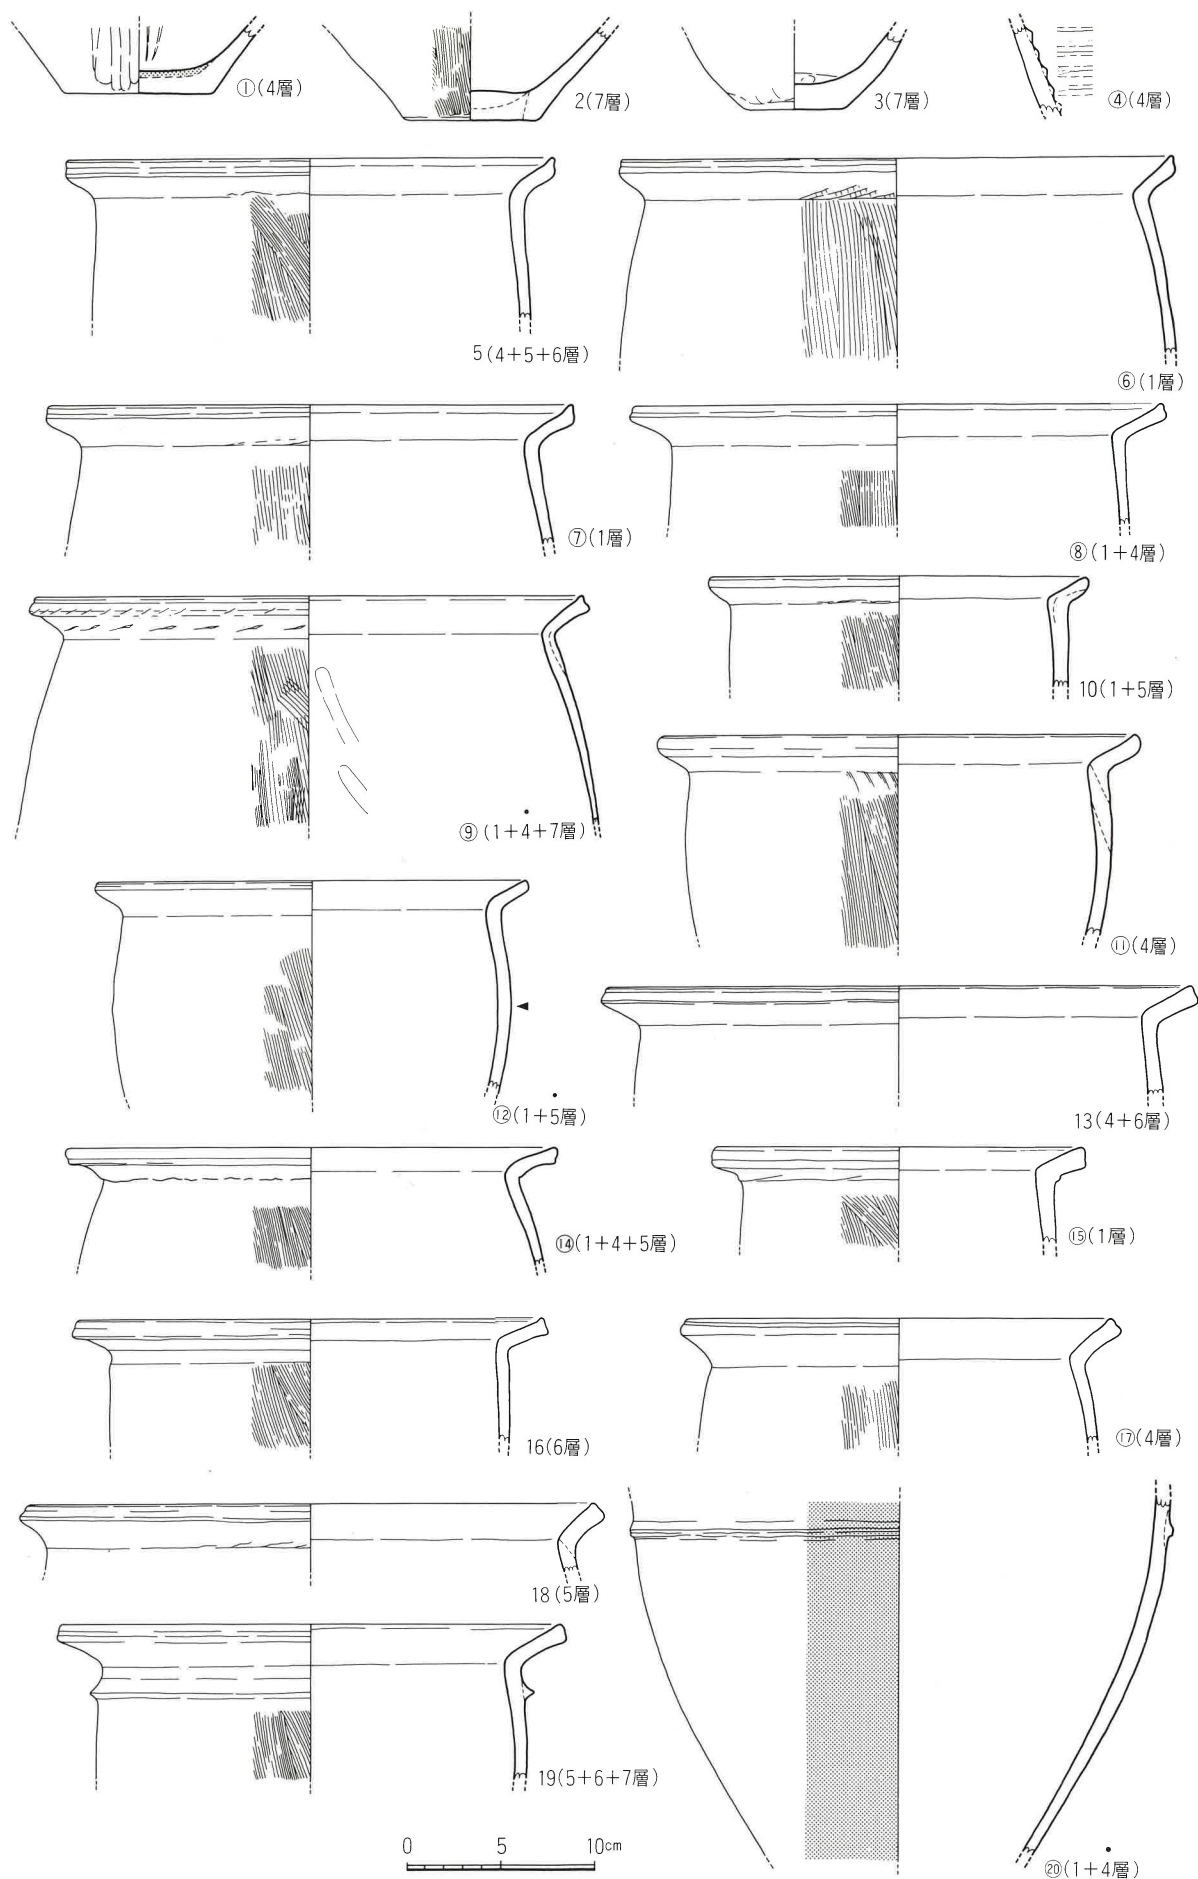 ①(4層)
2(7層)
3(7層)
④(4層)
5(4+5+6層)
⑥(1層)
⑦(1層)
⑧(1+4層)
⑨(1+4+7層)
10(1+5層)
⑪(4層)
⑫(1+5層)
13(4+6層)
⑭(1+4+5層)
⑮(1層)
16(6層)
⑰(4層)
18(5層)
19(5+6+7層)
⑳(1+4層)
0 5 10cm